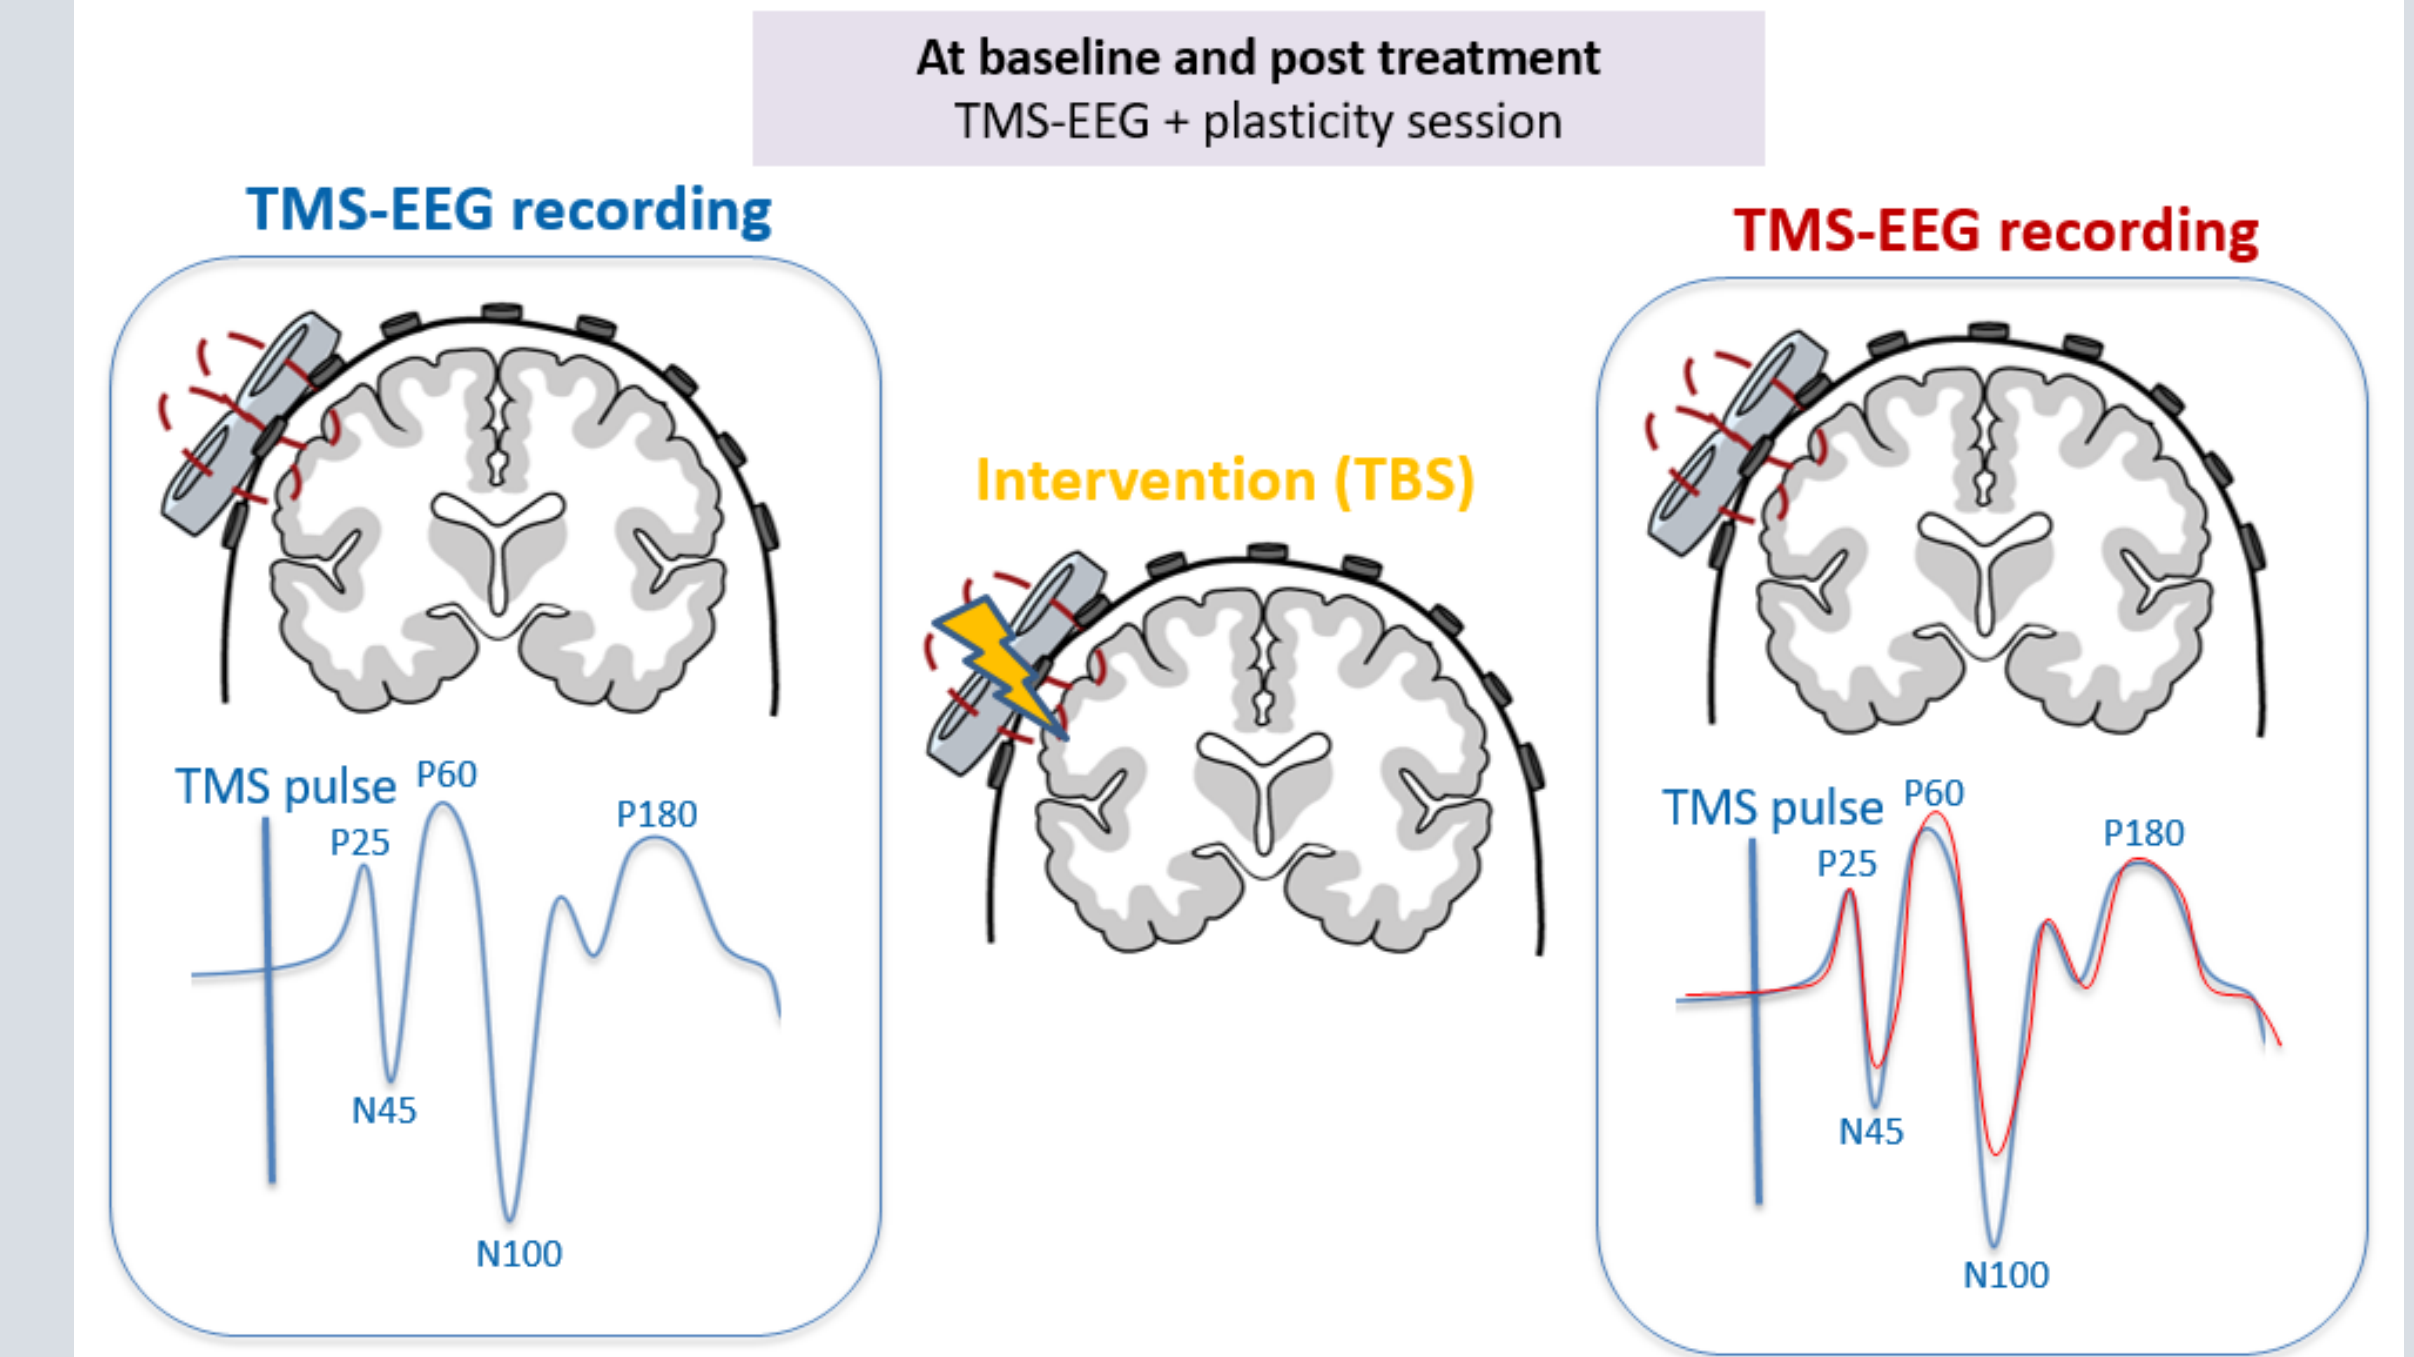 At baseline and post treatment
TMS-EEG + plasticity session
TMS-EEG recording
TMS pulse
P60
P25
P180
N45
N100
Intervention (TBS)
TMS-EEG recording
TMS pulse
P60
P25
P180
N45
N100